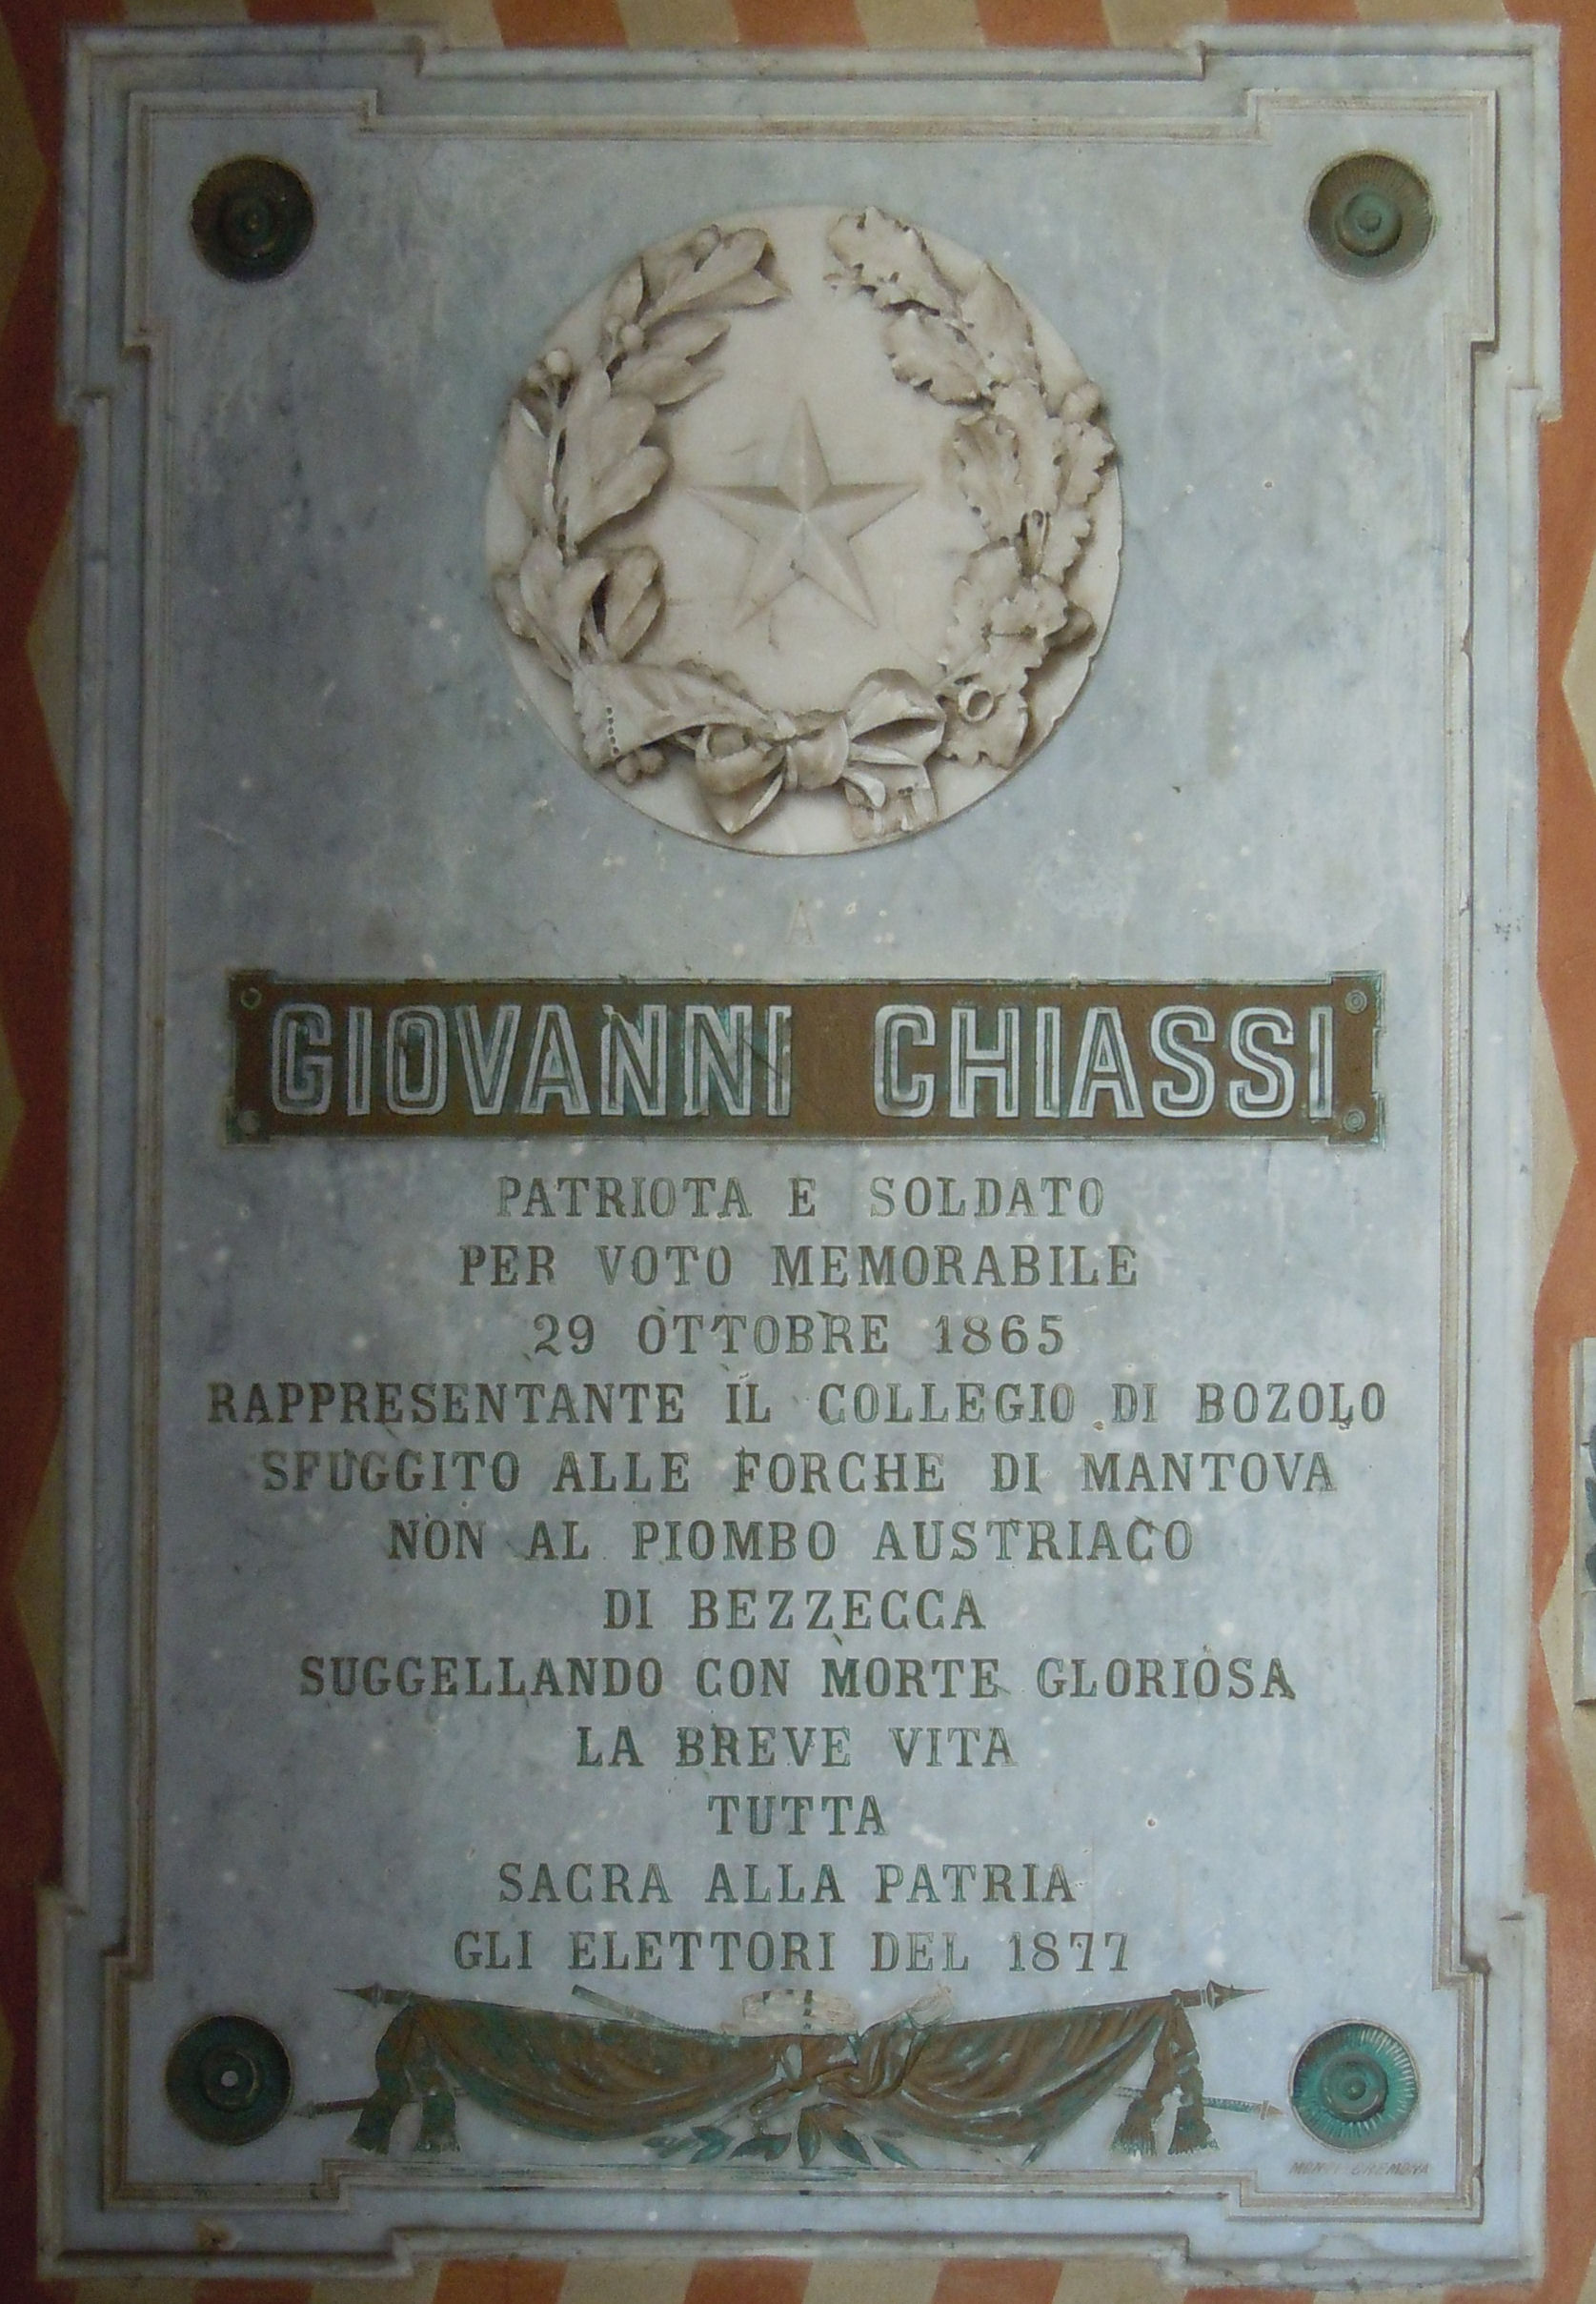 A
GIOVANNI CHIASSI
PATRIOTA E SOLDATO
PER VOTO MEMORABILE
29 OTTOBRE 1865
RAPPRESENTANTE IL COLLEGIO DI BOZOLO
SFUGGITO ALLE FORCHE DI MANTOVA
NON AL PIOMBO AUSTRIACO
DI BEZZECCA
SUGGELLANDO CON MORTE GLORIOSA
LA BREVE VITA
TUTTA
SACRA ALLA PATRIA
GLI ELETTORI DEL 1877
CREMONA